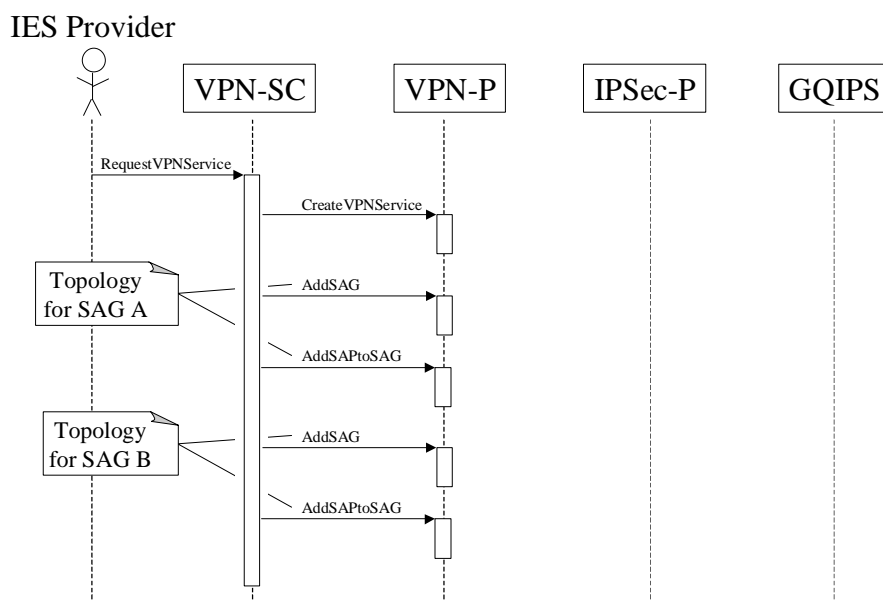 IES Provider
VPN-SC
VPN-P
IPSec-P
GQIPS
RequestVPNService
CreateVPNService
Topology
for SAG A
AddSAG
AddSAPtoSAG
Topology
for SAG B
AddSAG
AddSAPtoSAG